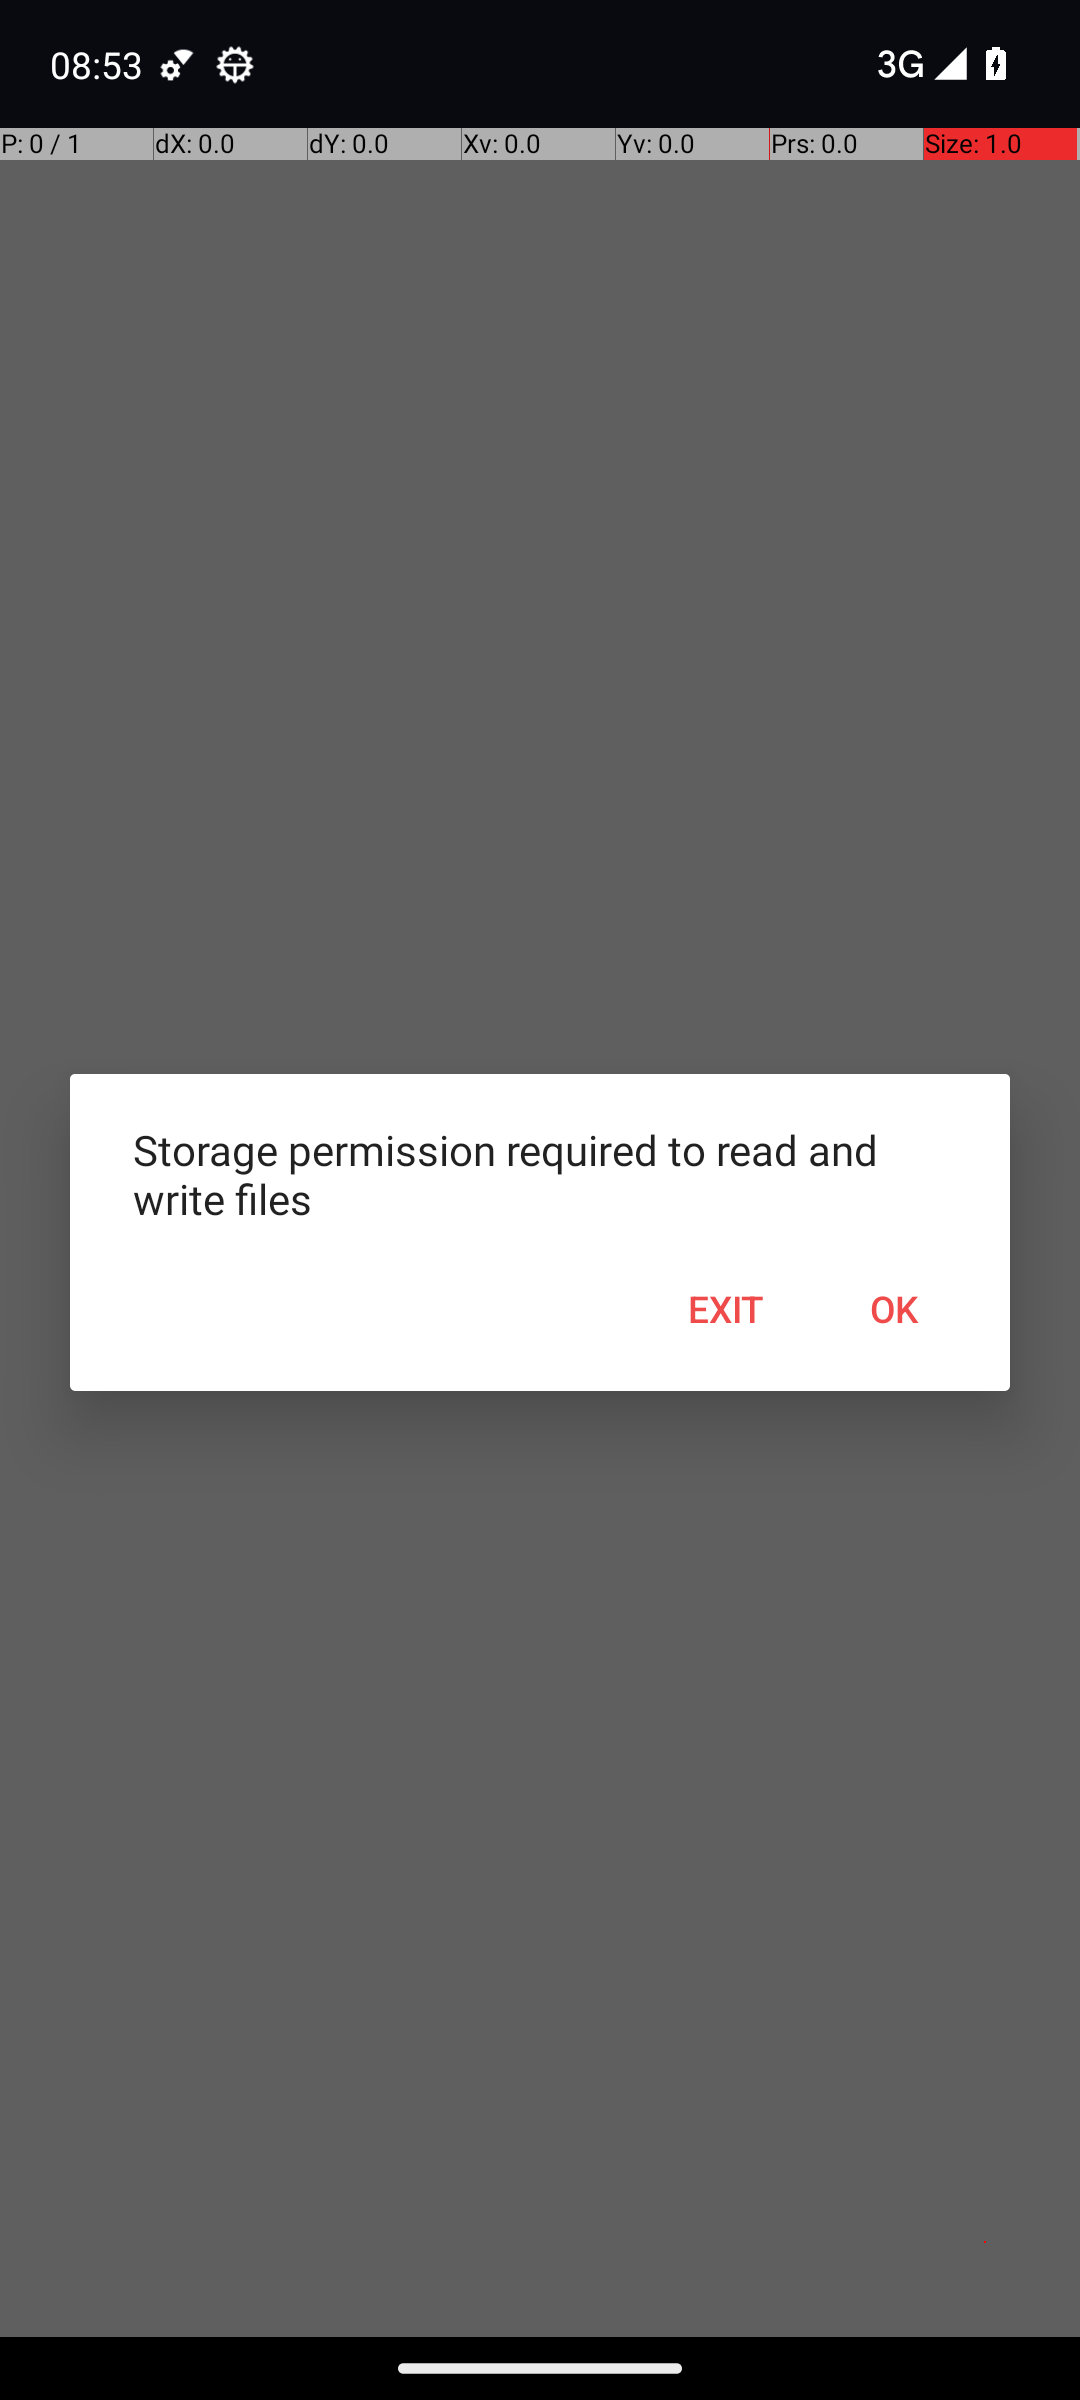 08:53
3G
P: 0 / 1 dX: 0.0 dY: 0.0 Xv: 0.0 Yv: 0.0 Prs: 0.0 Size: 1.0
Storage permission required to read and
write files
EXIT OK